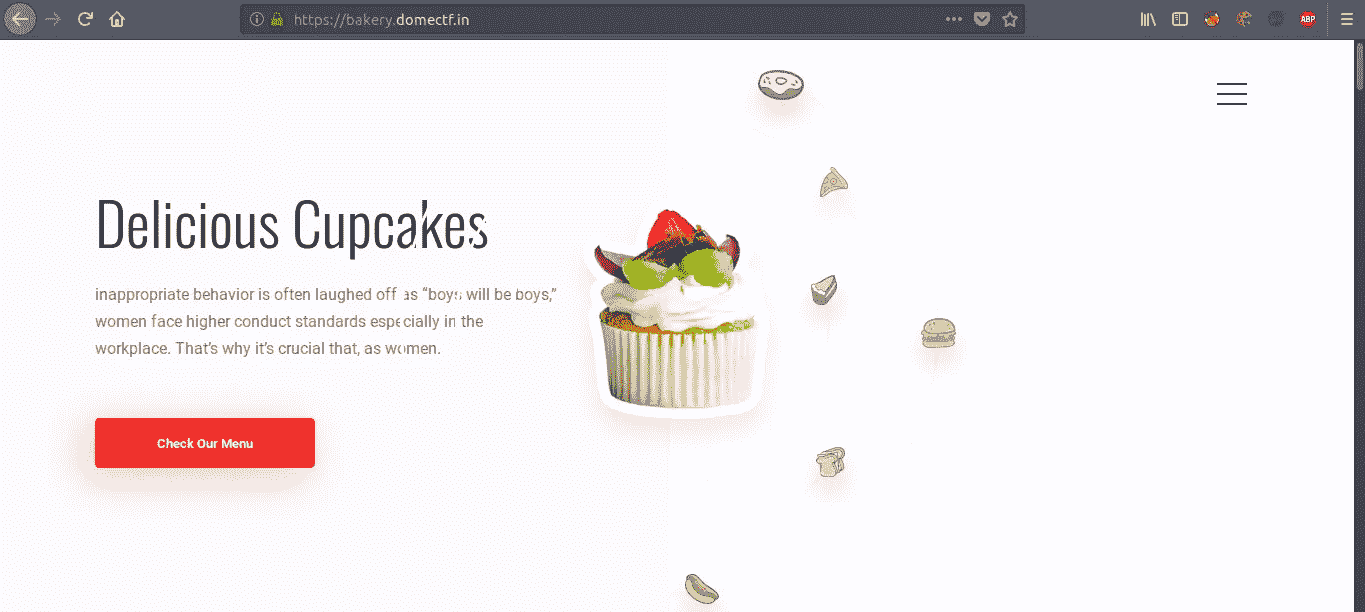 https://bakery.domectf.in
ABP
Delicious Cupcakes
inappropriate behavior is often laughed off as “boys will be boys,”
women face higher conduct standards especially in the
workplace. That’s why it’s crucial that, as women.
Check Our Menu